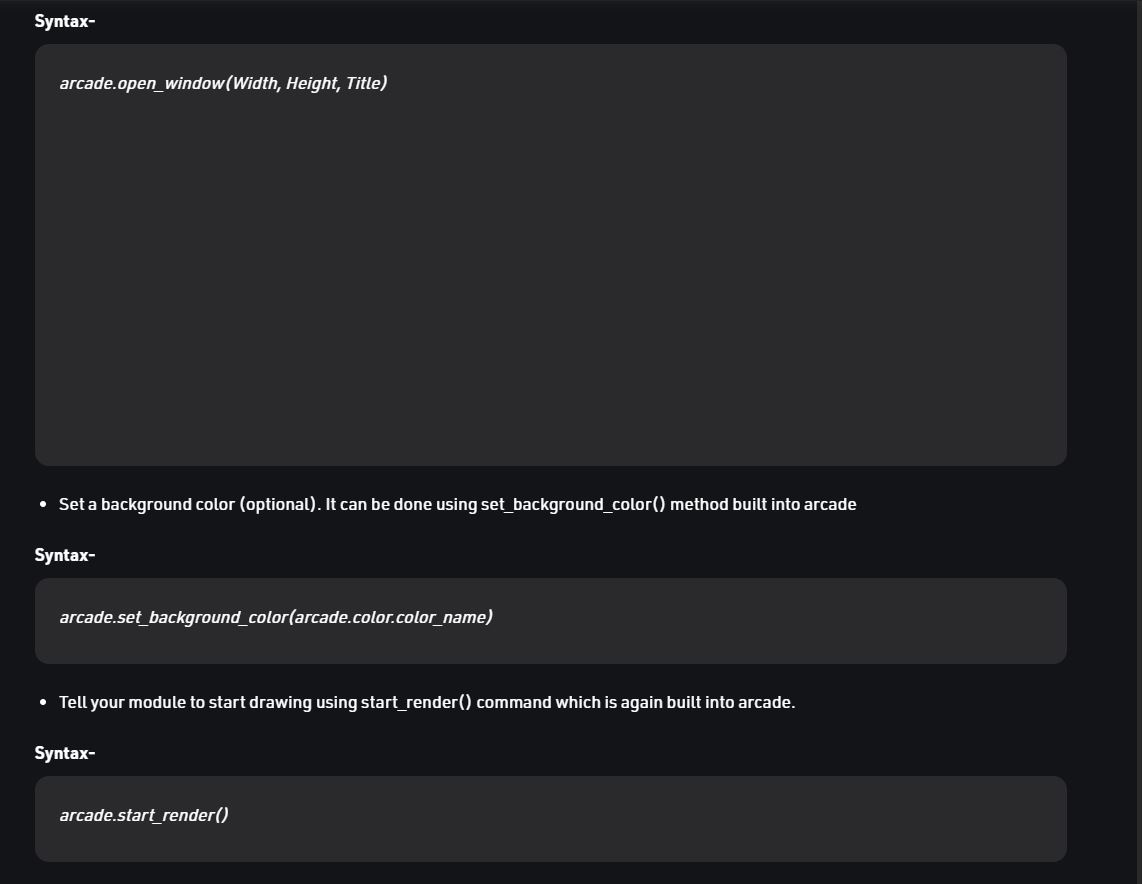 Syntax-
arcade.open_window(Width, Height, Title)
• Set a background color (optional). It can be done using set_background_color() method built into arcade
Syntax-
arcade.set_background_color(arcade.color.color_name)
• Tell your module to start drawing using start_render() command which is again built into arcade.
Syntax-
arcade.start_render()